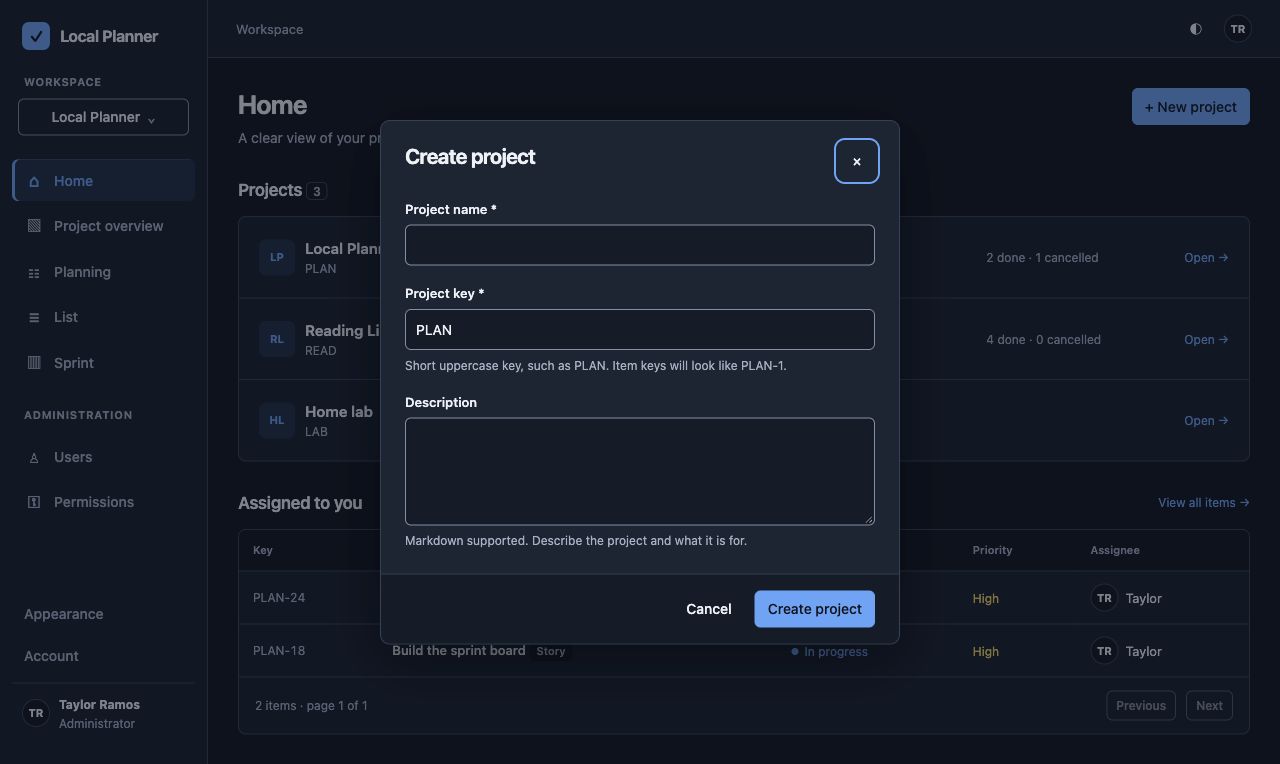 Local Planner
WORKSPACE
Local Planner
Home
Project overview
Planning
List
Sprint
ADMINISTRATION
Users
Permissions
Appearance
Account
TR
Taylor Ramos
Administrator
Workspace
TR
Home
A clear view of your
+ New project
Projects 3
LP
Local
PLAN
2 done · 1 cancelled
Open →
RL
Reading
READ
4 done · 0 cancelled
Open →
HL
Home lab
LAB
Open →
Assigned to you
View all items →
Key
Priority
Assignee
PLAN-24
High
TR
Taylor
PLAN-18
Build the sprint board
Story
In progress
High
TR
Taylor
2 items · page 1 of 1
Previous
Next
Create project
×
Project name *
Project key *
PLAN
Short uppercase key, such as PLAN. Item keys will look like PLAN-1.
Description
Markdown supported. Describe the project and what it is for.
Cancel
Create project